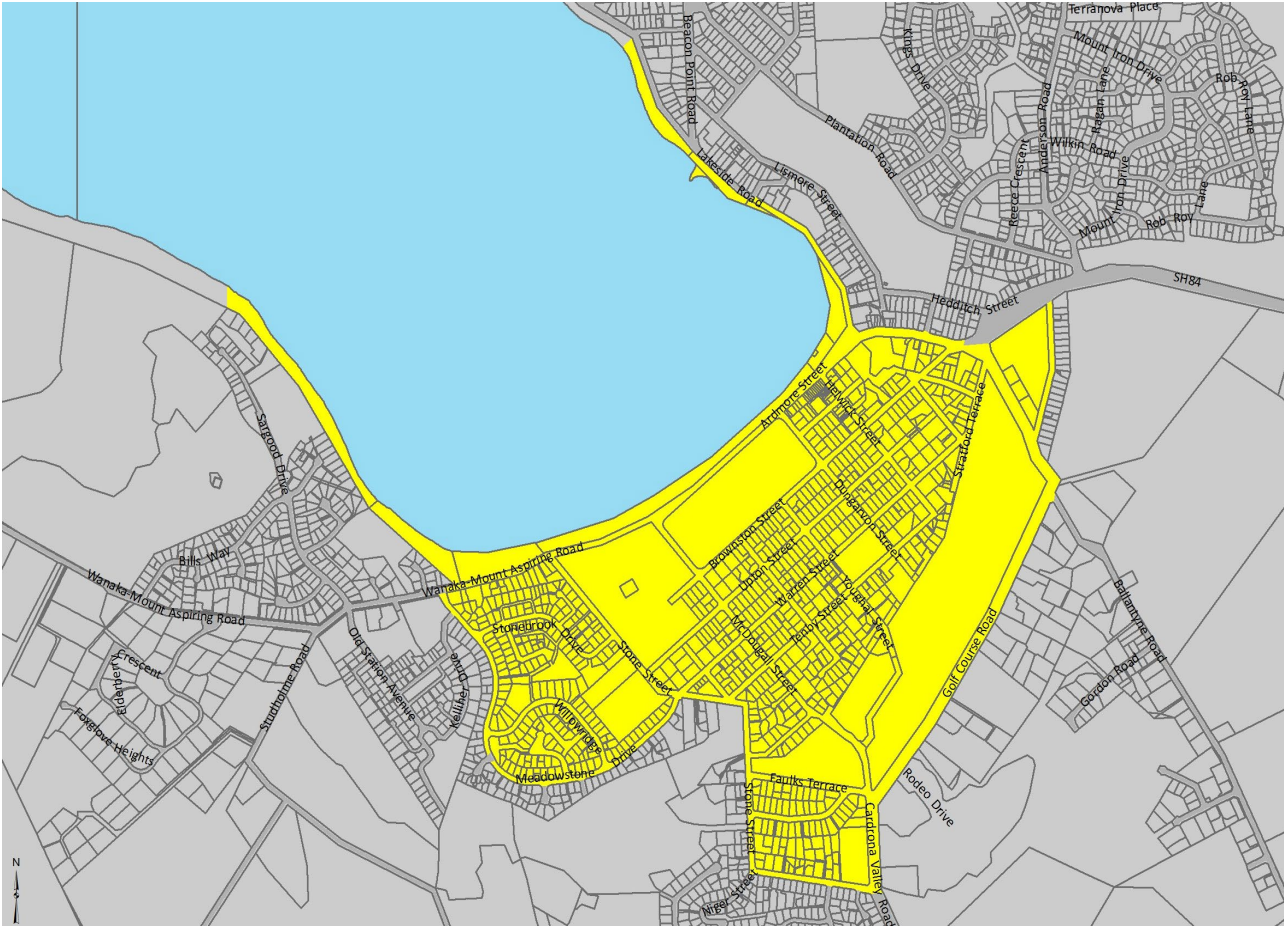 Terranova Place
Beacon Point Road
Kings Drive
Mount Iron Drive
Rob Roy Lane
Ragan Lane
Anderson Road
Plantation Road
Wilkin Road
Reece Crescent
Mount Iron Drive
Rob Roy Lane
Lakeside Road
Lismore Street
SH84
Hedditch Street
Ardmore Street
Helwick Street
Stratford Terrace
Sargood Drive
Dungarvon Street
Brownston Street
Upton Street
Warren Street
Youghal Street
Tenby Street
McDougall Street
Bills Way
Wanaka-Mount Aspiring Road
Wanaka-Mount Aspiring Road
Stonebrook Drive
Stone Street
Old Station Avenue
Kelliher Drive
Studholme Road
Edgebury Crescent
Foxglove Heights
Willowridge
Meadowstone Drive
Golf Course Road
Ballantyne Road
Gordon Road
Faulks Terrace
Rodeo Drive
Stone Street
Cardrona Valley Road
Niger Street
N
S